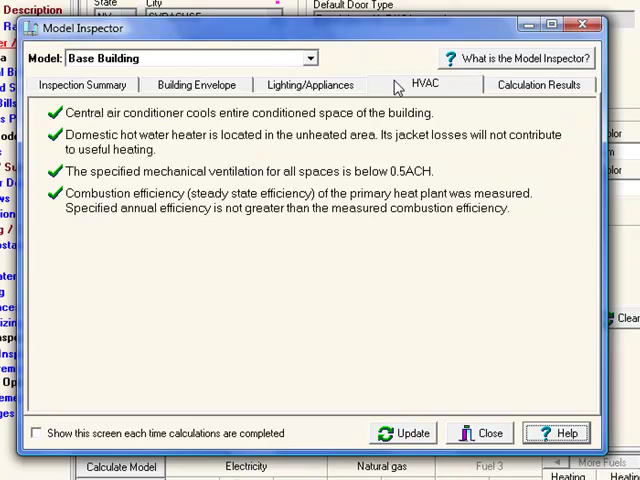 Description
State
City
Default Door Type
SYRACUSE
Model Inspector
Model:
Base Building
What is the Model Inspector?
Inspection Summary
Building Envelope
Lighting/Appliances
HVAC
Calculation Results
Central air conditioner cools entire conditioned space of the building.
Domestic hot water heater is located in the unheated area. Its jacket losses will not contribute
to useful heating.
The specified mechanical ventilation for all spaces is below 0.5ACH.
Combustion efficiency (steady state efficiency) of the primary heat plant was measured.
Specified annual efficiency is not greater than the measured combustion efficiency.
Show this screen each time calculations are completed
Update
Close
Help
Clear
Calculate Model
Electricity
Natural gas
Fuel 3
More Fuels
Heating
Heating